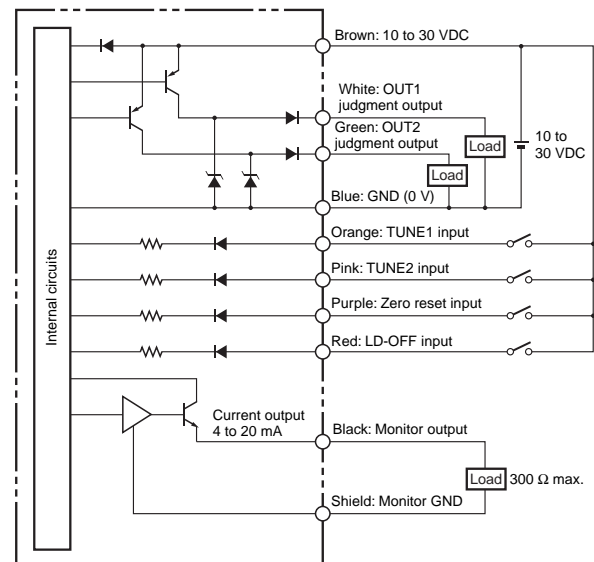 Brown: 10 to 30 VDC
White: OUT1
judgment output
Green: OUT2
judgment output
Load
Load
10 to
30 VDC
Blue: GND (0 V)
Orange: TUNE1 input
Pink: TUNE2 input
Purple: Zero reset input
Red: LD-OFF input
Internal circuits
Current output
4 to 20 mA
Black: Monitor output
Load
300 Ω max.
Shield: Monitor GND